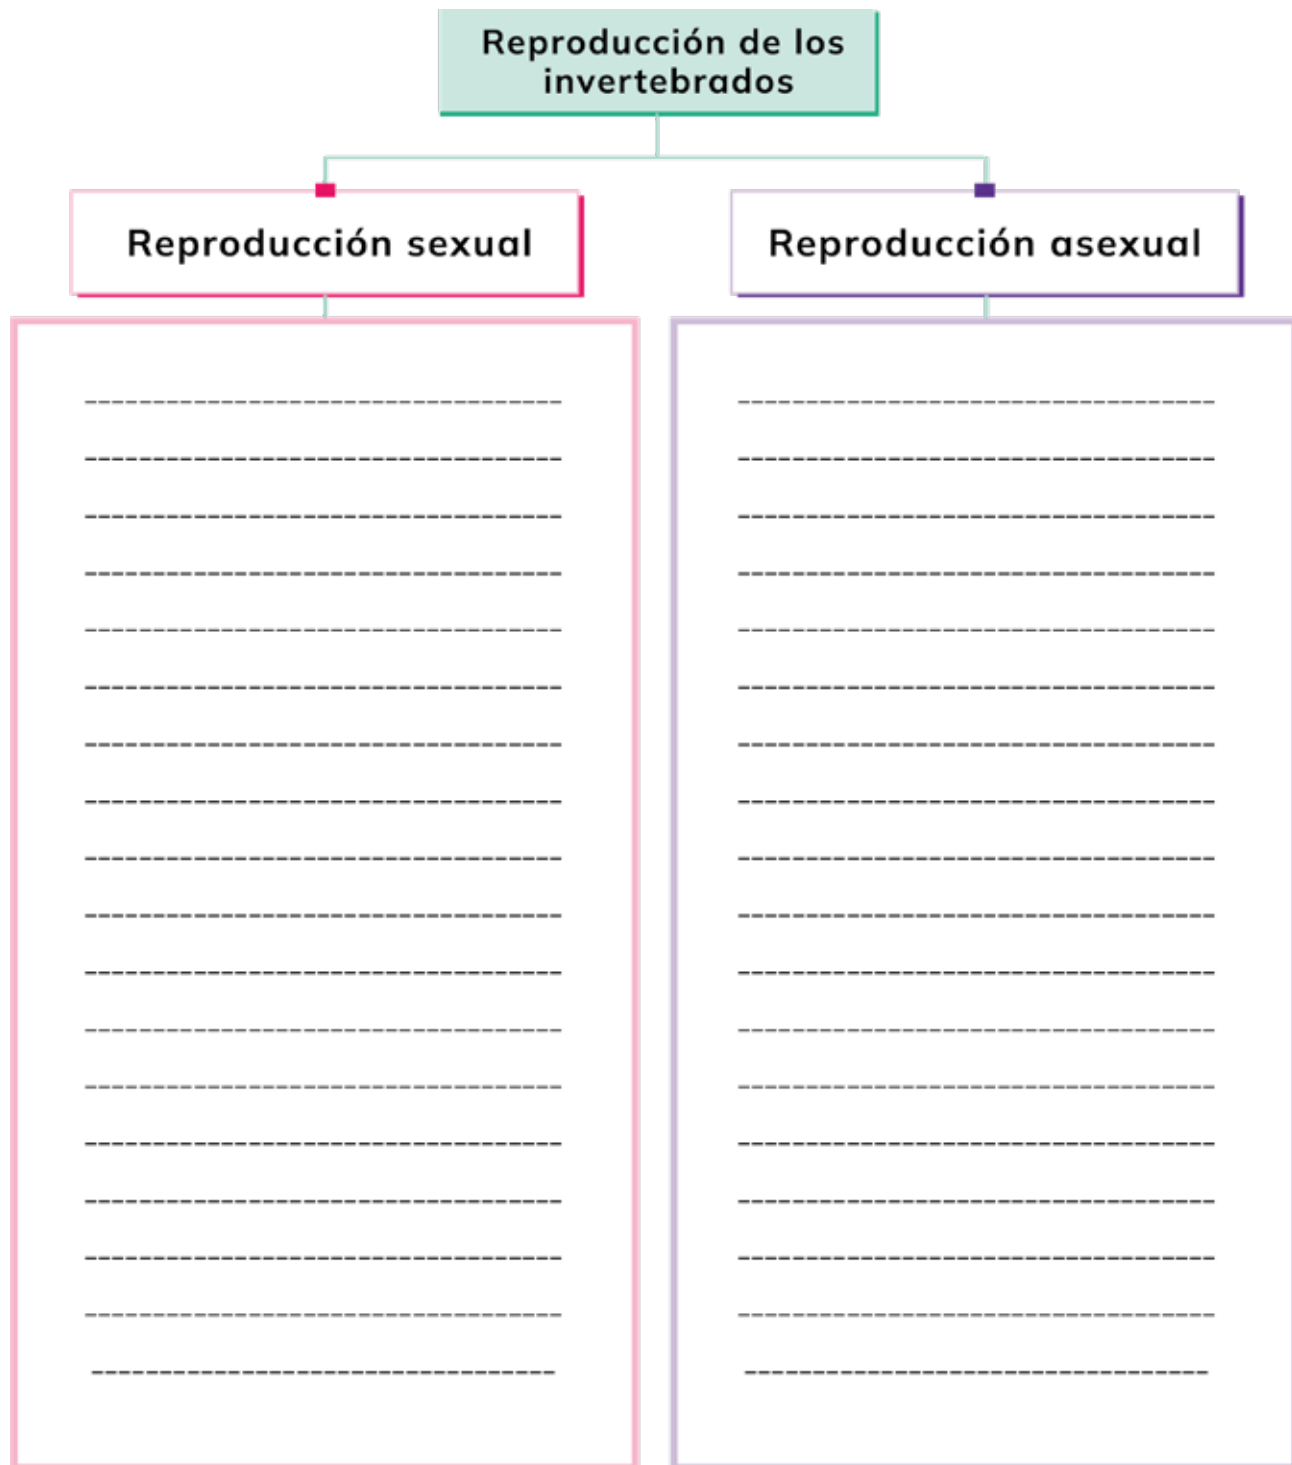 Reproducción de los
invertebrados
Reproducción sexual
Reproducción asexual